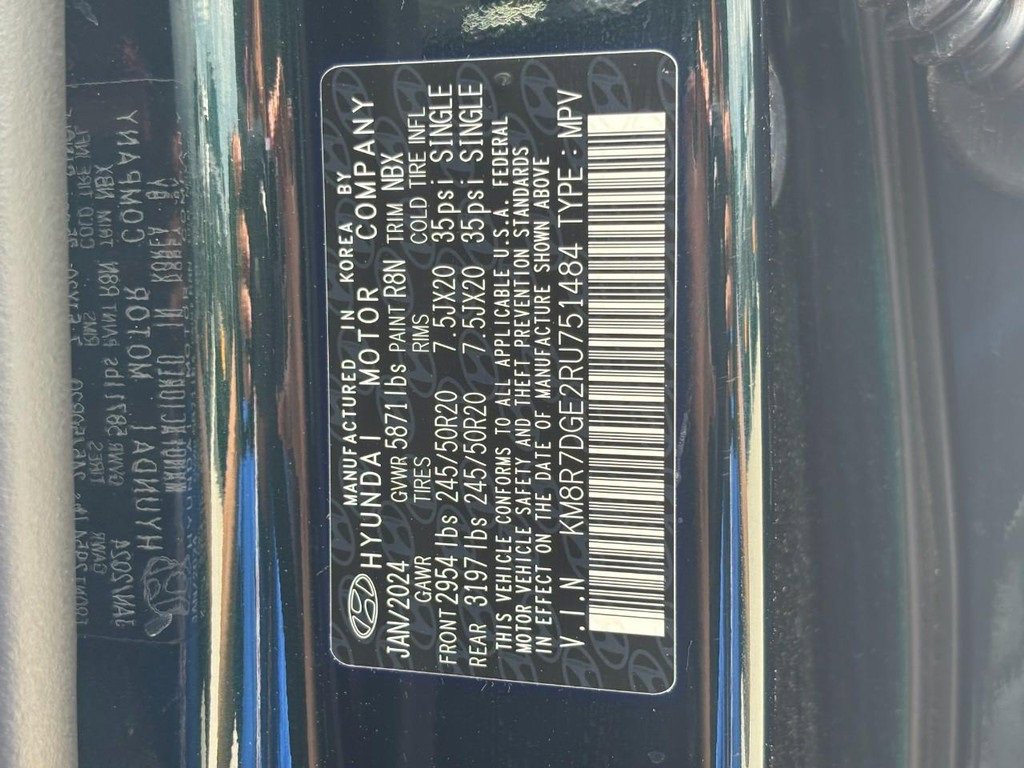 MANUFACTURED IN KOREA BY
HYUNDAI MOTOR COMPANY
JAN/2024 GVWR 5871lbs PAINT R8N TRIM NBX
GAWR TIRES RIMS COLD TIRE INFL
FRONT 2954lbs 245/50R20 7.5JX20 35psi SINGLE
REAR 3197lbs 245/50R20 7.5JX20 35psi SINGLE
THIS VEHICLE CONFORMS TO ALL APPLICABLE U.S.A. FEDERAL
MOTOR VEHICLE SAFETY AND THEFT PREVENTION STANDARDS
IN EFFECT ON THE DATE OF MANUFACTURE SHOWN ABOVE
V.I.N KM8R7DGE2RU751484 TYPE:MPV